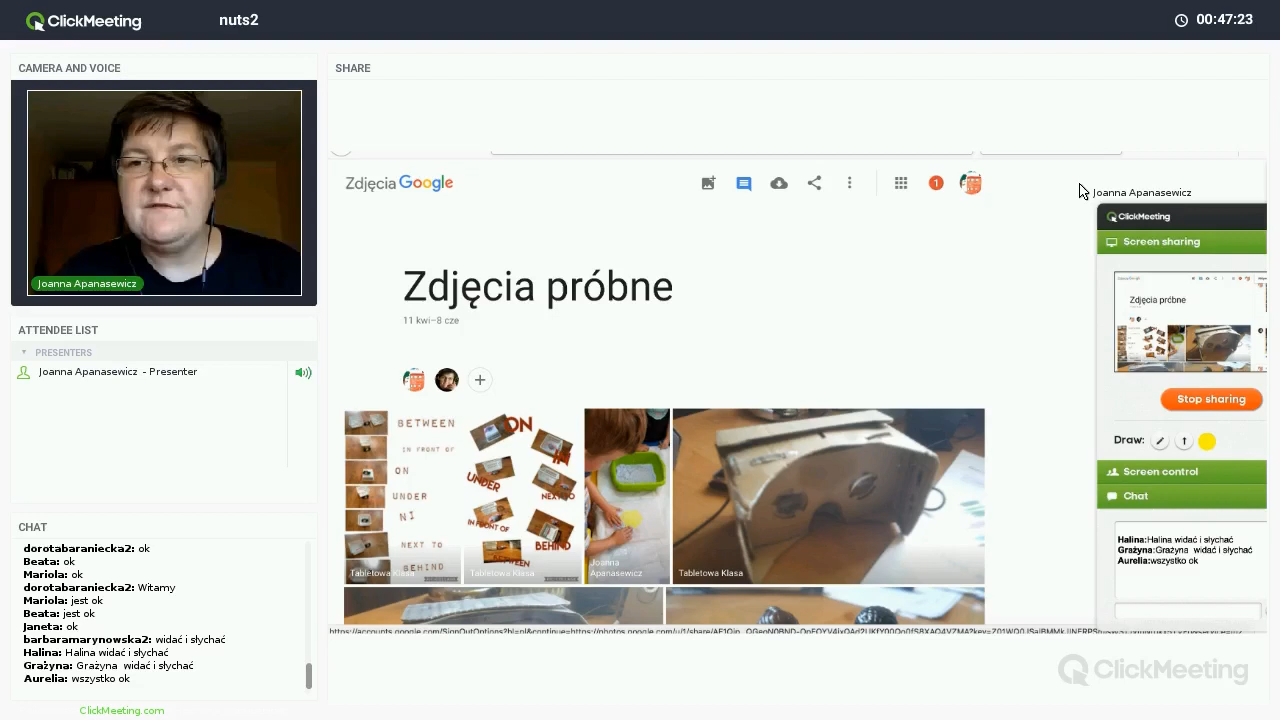 ClickMeeting
nuts2
00:47:23
CAMERA AND VOICE
Joanna Apanasewicz
ATTENDEE LIST
PRESENTERS
Joanna Apanasewicz - Presenter
CHAT
dorotabaraniecka2: ok
Beata: ok
Mariola: ok
dorotabaraniecka2: Witamy
Mariola: jest ok
Beata: jest ok
Janeta: ok
barbaramarynowska2: widać i słychać
Halina: Halina widać i słychać
Grażyna: Grażyna widać i słychać
Aurelia: wszystko ok
ClickMeeting.com
SHARE
Zdjęcia Google
1
Zdjęcia próbne
11 kwi–8 cze
BETWEEN
IN FRONT OF
ON
UNDER
NEXT TO
BEHIND
Tabletowa Klasa
ON
IN
UNDER
NEXT TO
IN FRONT OF
BEHIND
BETWEEN
Tabletowa Klasa
Joanna
Apanasewicz
Tabletowa Klasa
Joanna Apanasewicz
ClickMeeting
Screen sharing
Zdjęcia próbne
Stop sharing
Draw:
Screen control
Chat
Halina:Halina widać i słychać
Grażyna:Grażyna widać i słychać
Aurelia:wszystko ok
ClickMeeting